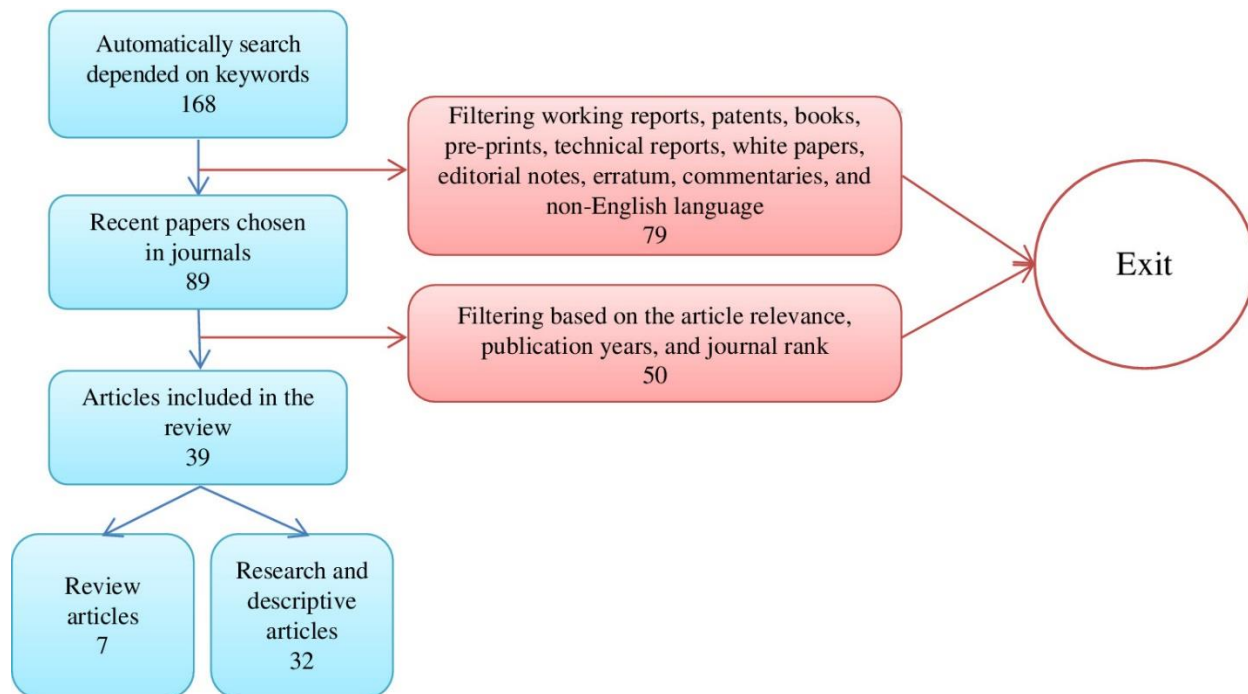 Automatically search
depended on keywords
168
Filtering working reports, patents, books,
pre-prints, technical reports, white papers,
editorial notes, erratum, commentaries, and
non-English language
79
Recent papers chosen
in journals
89
Exit
Filtering based on the article relevance,
publication years, and journal rank
50
Articles included in the
review
39
Review
articles
7
Research and
descriptive
articles
32